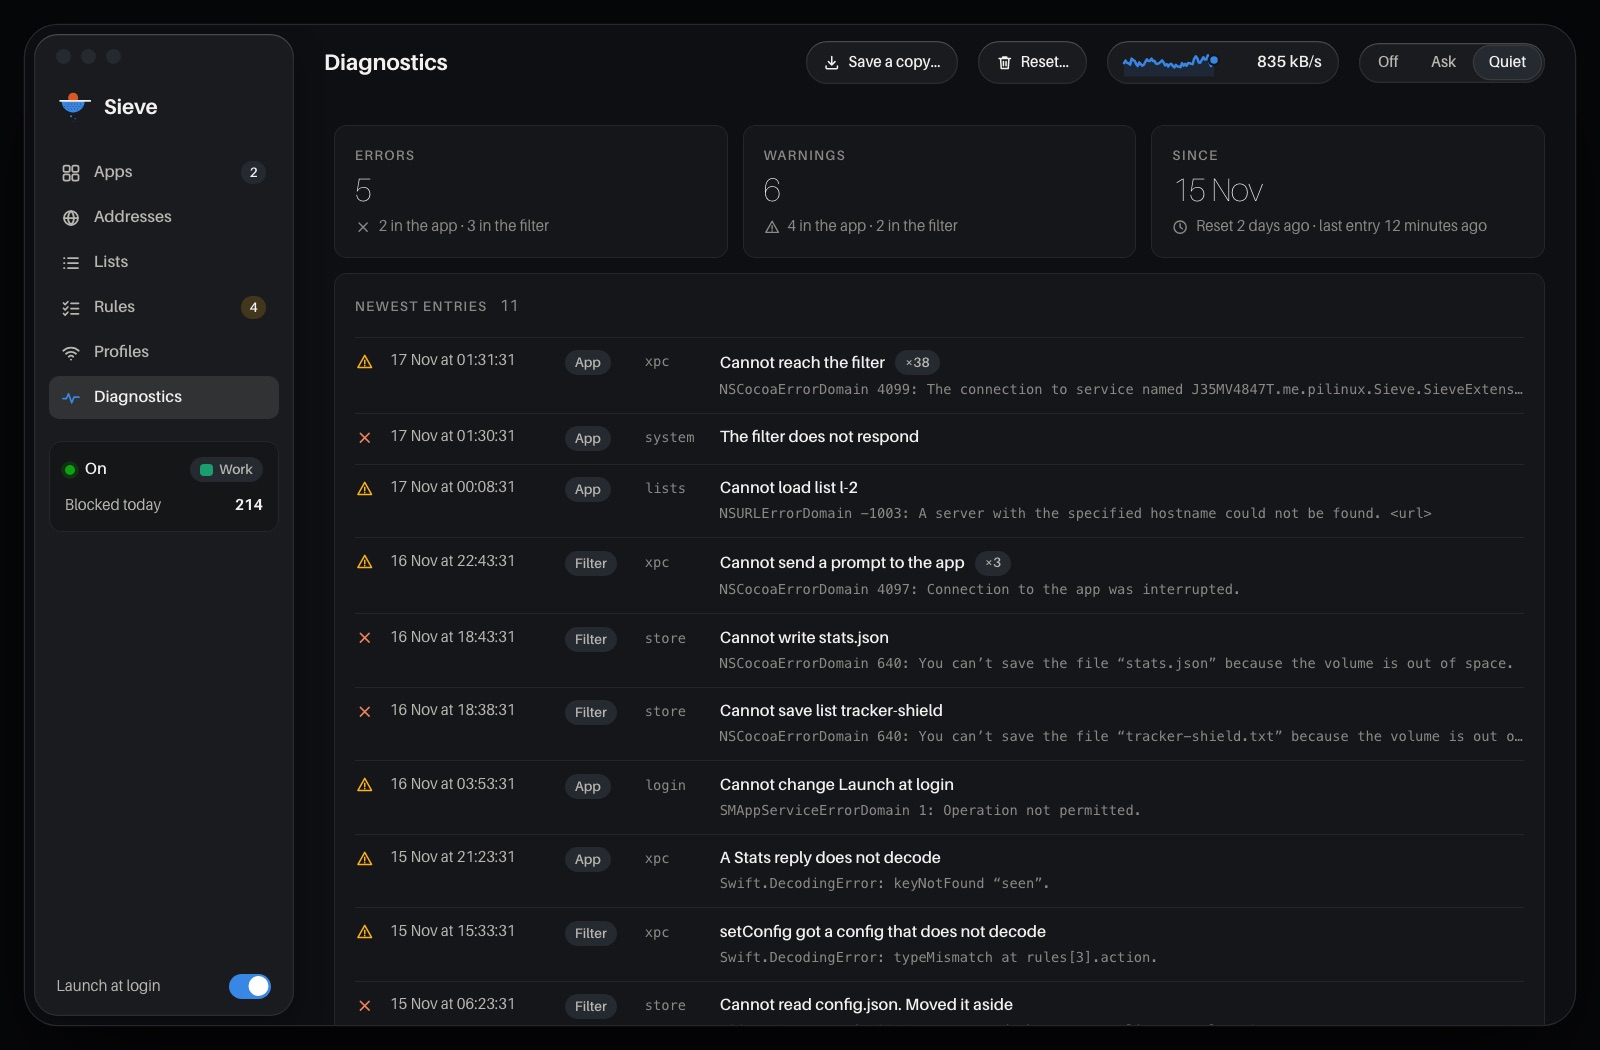 Diagnostics
Save a copy...
Reset...
835 kB/s
Off
Ask
Quiet
Sieve
Apps
2
Addresses
Lists
Rules
4
Profiles
Diagnostics
On
Work
Blocked today
214
Launch at login
ERRORS
5
2 in the app · 3 in the filter
WARNINGS
6
4 in the app · 2 in the filter
SINCE
15 Nov
Reset 2 days ago · last entry 12 minutes ago
NEWEST ENTRIES 11
17 Nov at 01:31:31 App xpc Cannot reach the filter ×38
NSCocoaErrorDomain 4099: The connection to service named J35MV4847T.me.pilinux.Sieve.SieveExtens…
17 Nov at 01:30:31 App system The filter does not respond
17 Nov at 00:08:31 App lists Cannot load list l-2
NSURLErrorDomain −1003: A server with the specified hostname could not be found. <url>
16 Nov at 22:43:31 Filter xpc Cannot send a prompt to the app ×3
NSCocoaErrorDomain 4097: Connection to the app was interrupted.
16 Nov at 18:43:31 Filter store Cannot write stats.json
NSCocoaErrorDomain 640: You can’t save the file “stats.json” because the volume is out of space.
16 Nov at 18:38:31 Filter store Cannot save list tracker-shield
NSCocoaErrorDomain 640: You can’t save the file “tracker-shield.txt” because the volume is out o…
16 Nov at 03:53:31 App login Cannot change Launch at login
SMAppServiceErrorDomain 1: Operation not permitted.
15 Nov at 21:23:31 App xpc A Stats reply does not decode
Swift.DecodingError: keyNotFound “seen”.
15 Nov at 15:33:31 Filter xpc setConfig got a config that does not decode
Swift.DecodingError: typeMismatch at rules[3].action.
15 Nov at 06:23:31 Filter store Cannot read config.json. Moved it aside